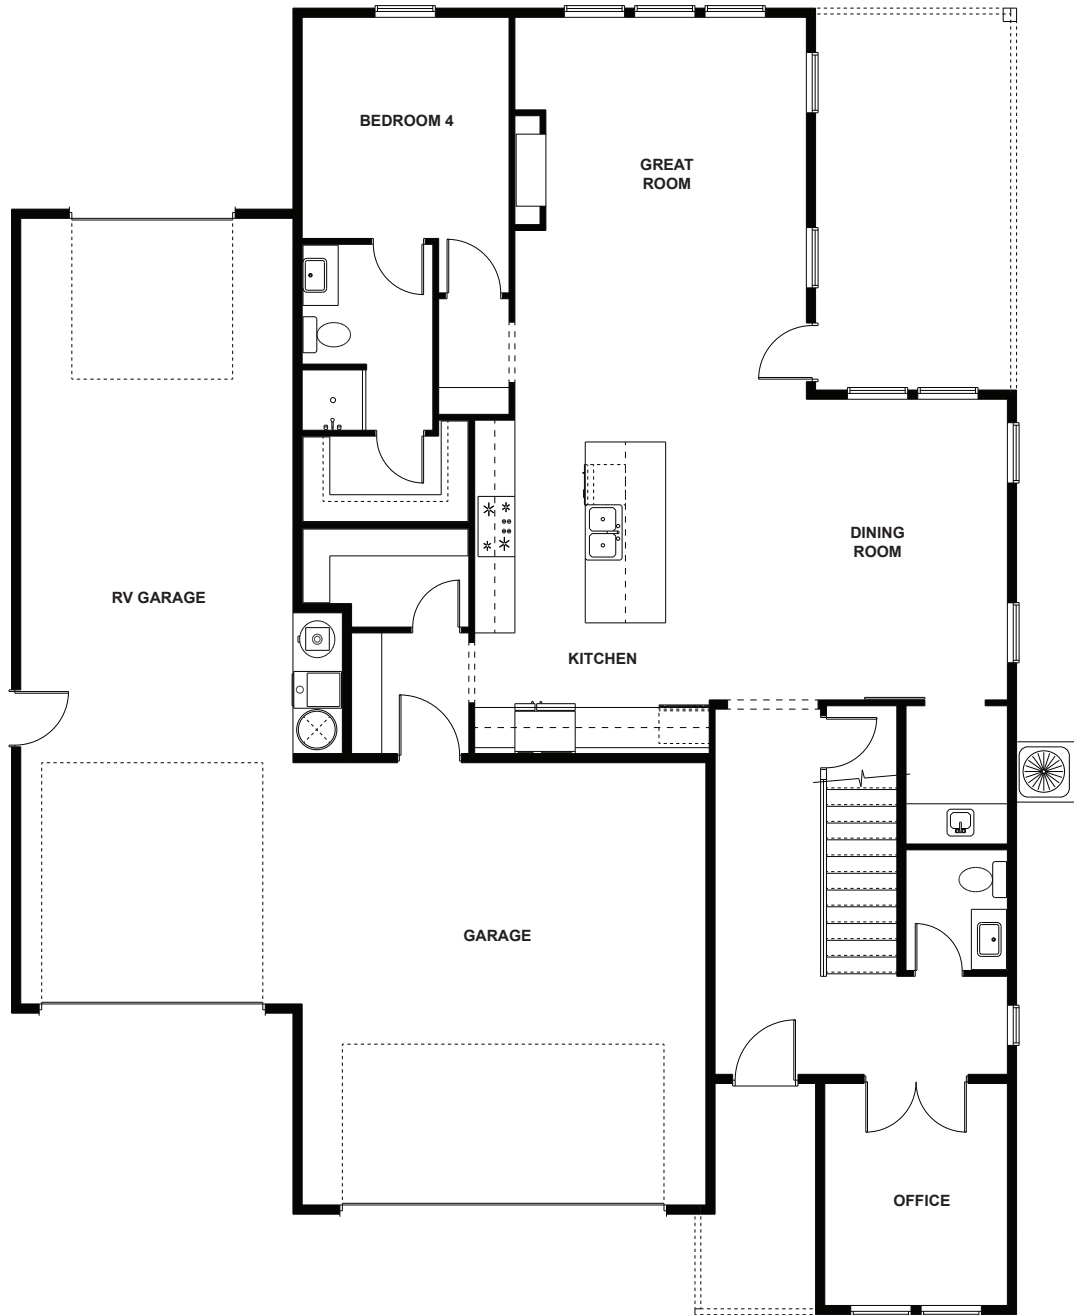 BEDROOM 4
GREAT
ROOM
DINING
ROOM
RV GARAGE
KITCHEN
GARAGE
OFFICE